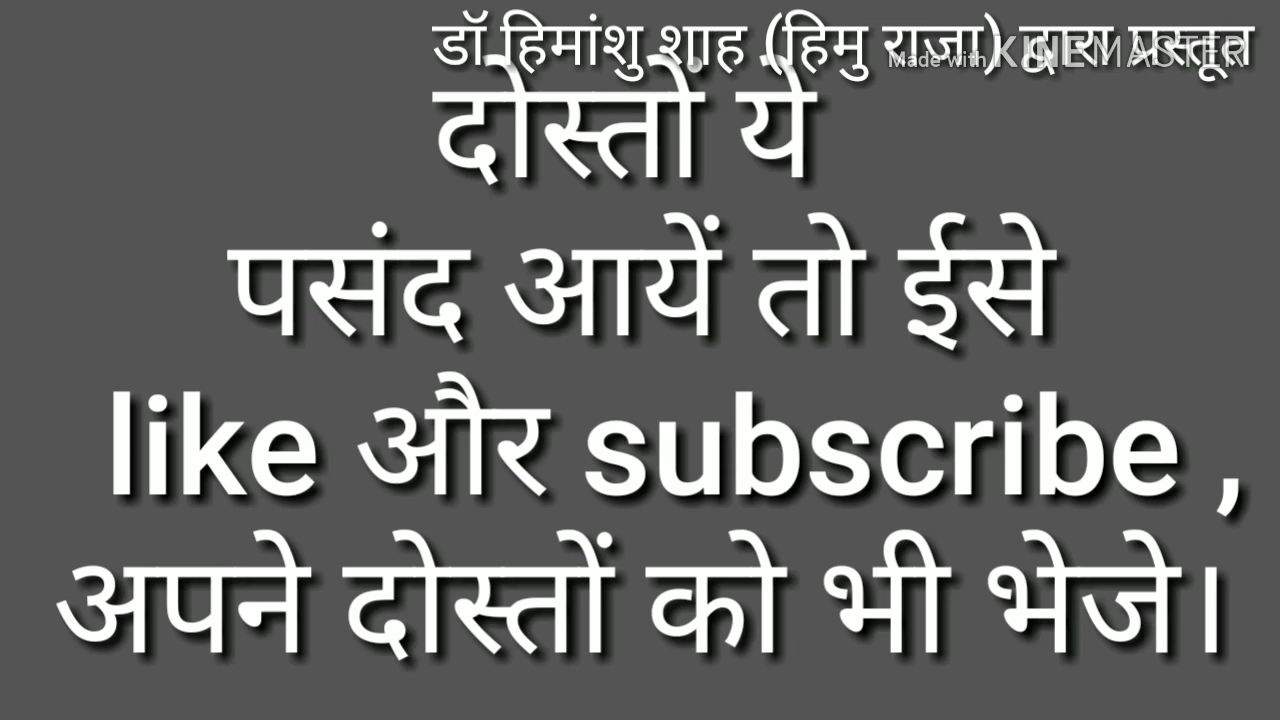 डॉ हिमांशु शाह (हिमु राजा) द्वारा प्रस्तूत
Made with KINEMASTER
दोस्तों ये
पसंद आयें तो ईसे
like और subscribe ,
अपने दोस्तों को भी भेजे।